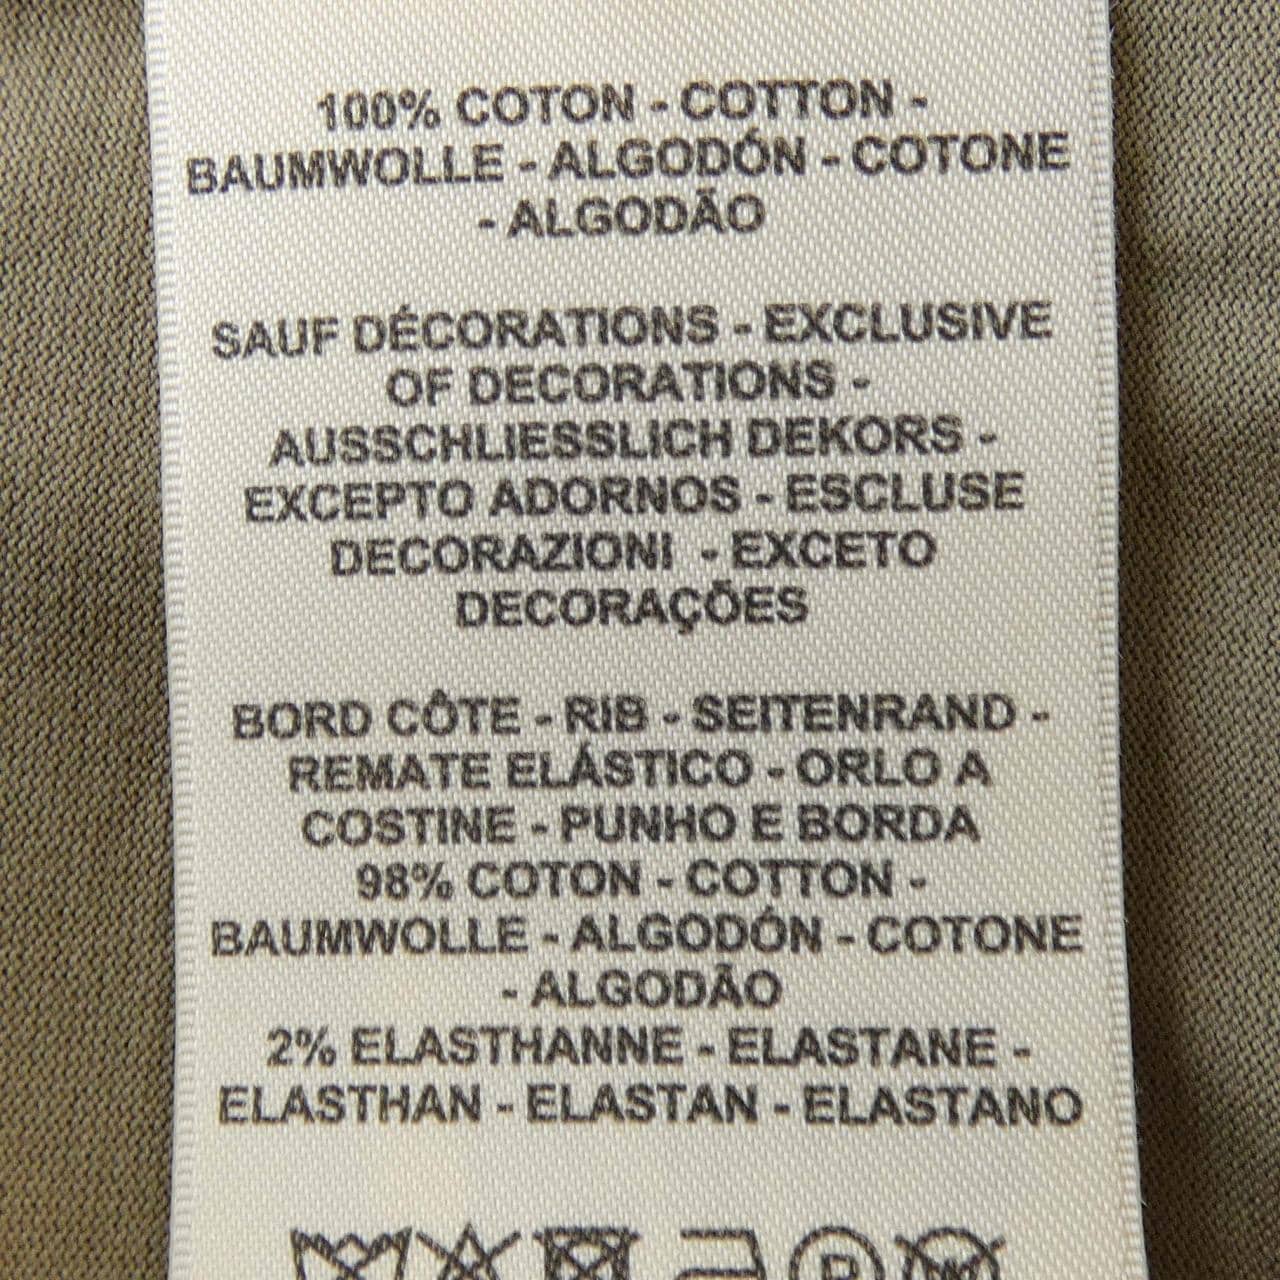 100% COTON - COTTON -
BAUMWOLLE - ALGODÓN - COTONE
- ALGODÃO
SAUF DÉCORATIONS - EXCLUSIVE
OF DECORATIONS -
AUSSCHLIESSLICH DEKORS -
EXCEPTO ADORNOS - ESCLUSE
DECORAZIONI - EXCETO
DECORAÇÕES
BORD CÔTE - RIB - SEITENRAND -
REMATE ELÁSTICO - ORLO A
COSTINE - PUNHO E BORDA
98% COTON - COTTON -
BAUMWOLLE - ALGODÓN - COTONE
- ALGODÃO
2% ELASTHANNE - ELASTANE -
ELASTHAN - ELASTAN - ELASTANO